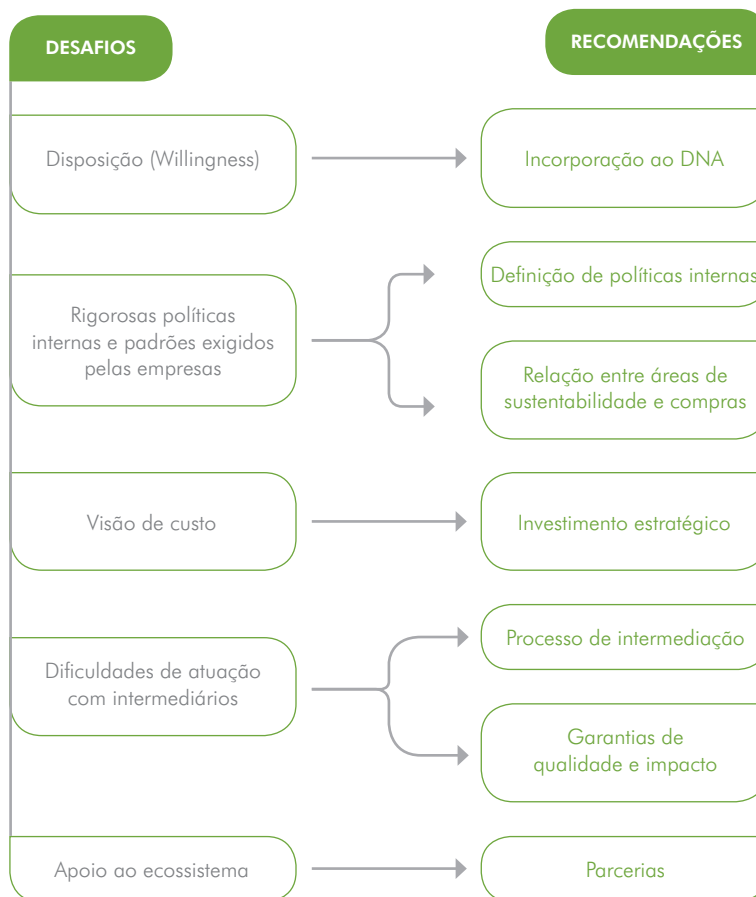 DESAFIOS
RECOMENDAÇÕES
Disposição (Willingness)
Incorporação ao DNA
Rigorosas políticas
internas e padrões exigidos
pelas empresas
Definição de políticas internas
Relação entre áreas de
sustentabilidade e compras
Visão de custo
Investimento estratégico
Dificuldades de atuação
com intermediários
Processo de intermediação
Garantias de
qualidade e impacto
Apoio ao ecossistema
Parcerias